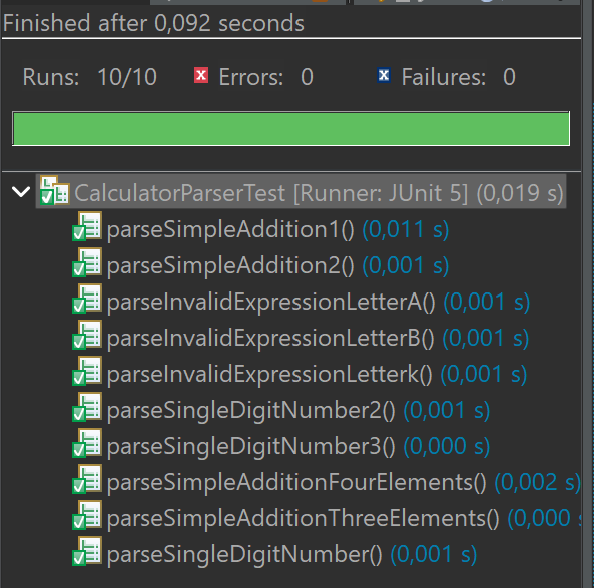 Finished after 0,092 seconds
Runs: 10/10 Errors: 0 Failures: 0
CalculatorParserTest [Runner: JUnit 5] (0,019 s)
parseSimpleAddition1() (0,011 s)
parseSimpleAddition2() (0,001 s)
parseInvalidExpressionLetterA() (0,001 s)
parseInvalidExpressionLetterB() (0,001 s)
parseInvalidExpressionLetterk() (0,001 s)
parseSingleDigitNumber2() (0,001 s)
parseSingleDigitNumber3() (0,000 s)
parseSimpleAdditionFourElements() (0,002 s)
parseSimpleAdditionThreeElements() (0,000 s
parseSingleDigitNumber() (0,001 s)